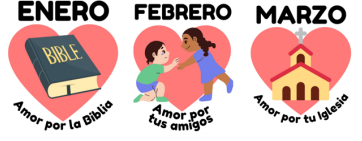 ENERO
BIBLE
Amor por la Biblia
FEBRERO
Amor por
tus amigos
MARZO
Amor por tu Iglesia